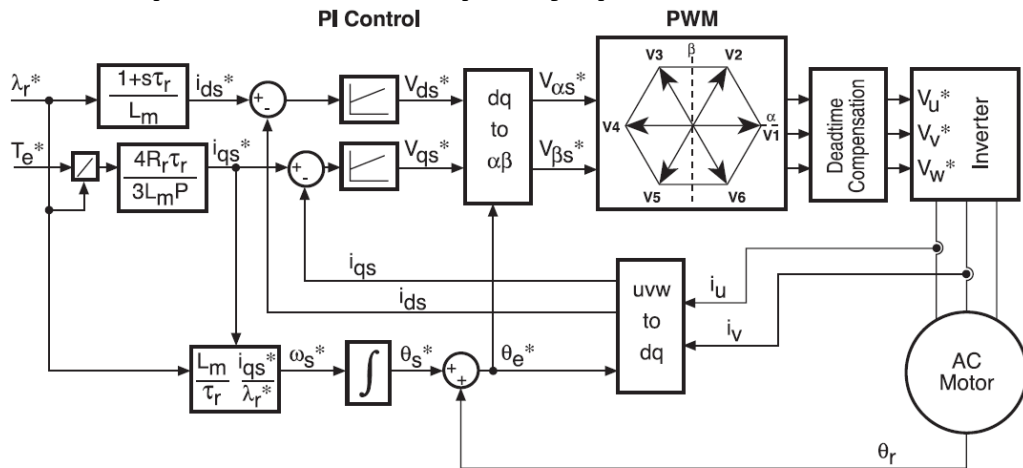 PI Control
PWM
λr*
1+sτr
Lm
ids*
+
-
Vds*
dq
to
αβ
Vαs*
V3
β
V2
V4
α
V1
V5
V6
Deadtime
Compensation
Vu*
Vv*
Vw*
Inverter
Te*
4Rrτr
3LmP
iqs*
+
-
Vqs*
Vβs*
iqs
ids
uvw
to
dq
iu
iv
Lm
τr
iqs*
λr*
ωs*
∫
θs*
+
+
θe*
AC
Motor
θr